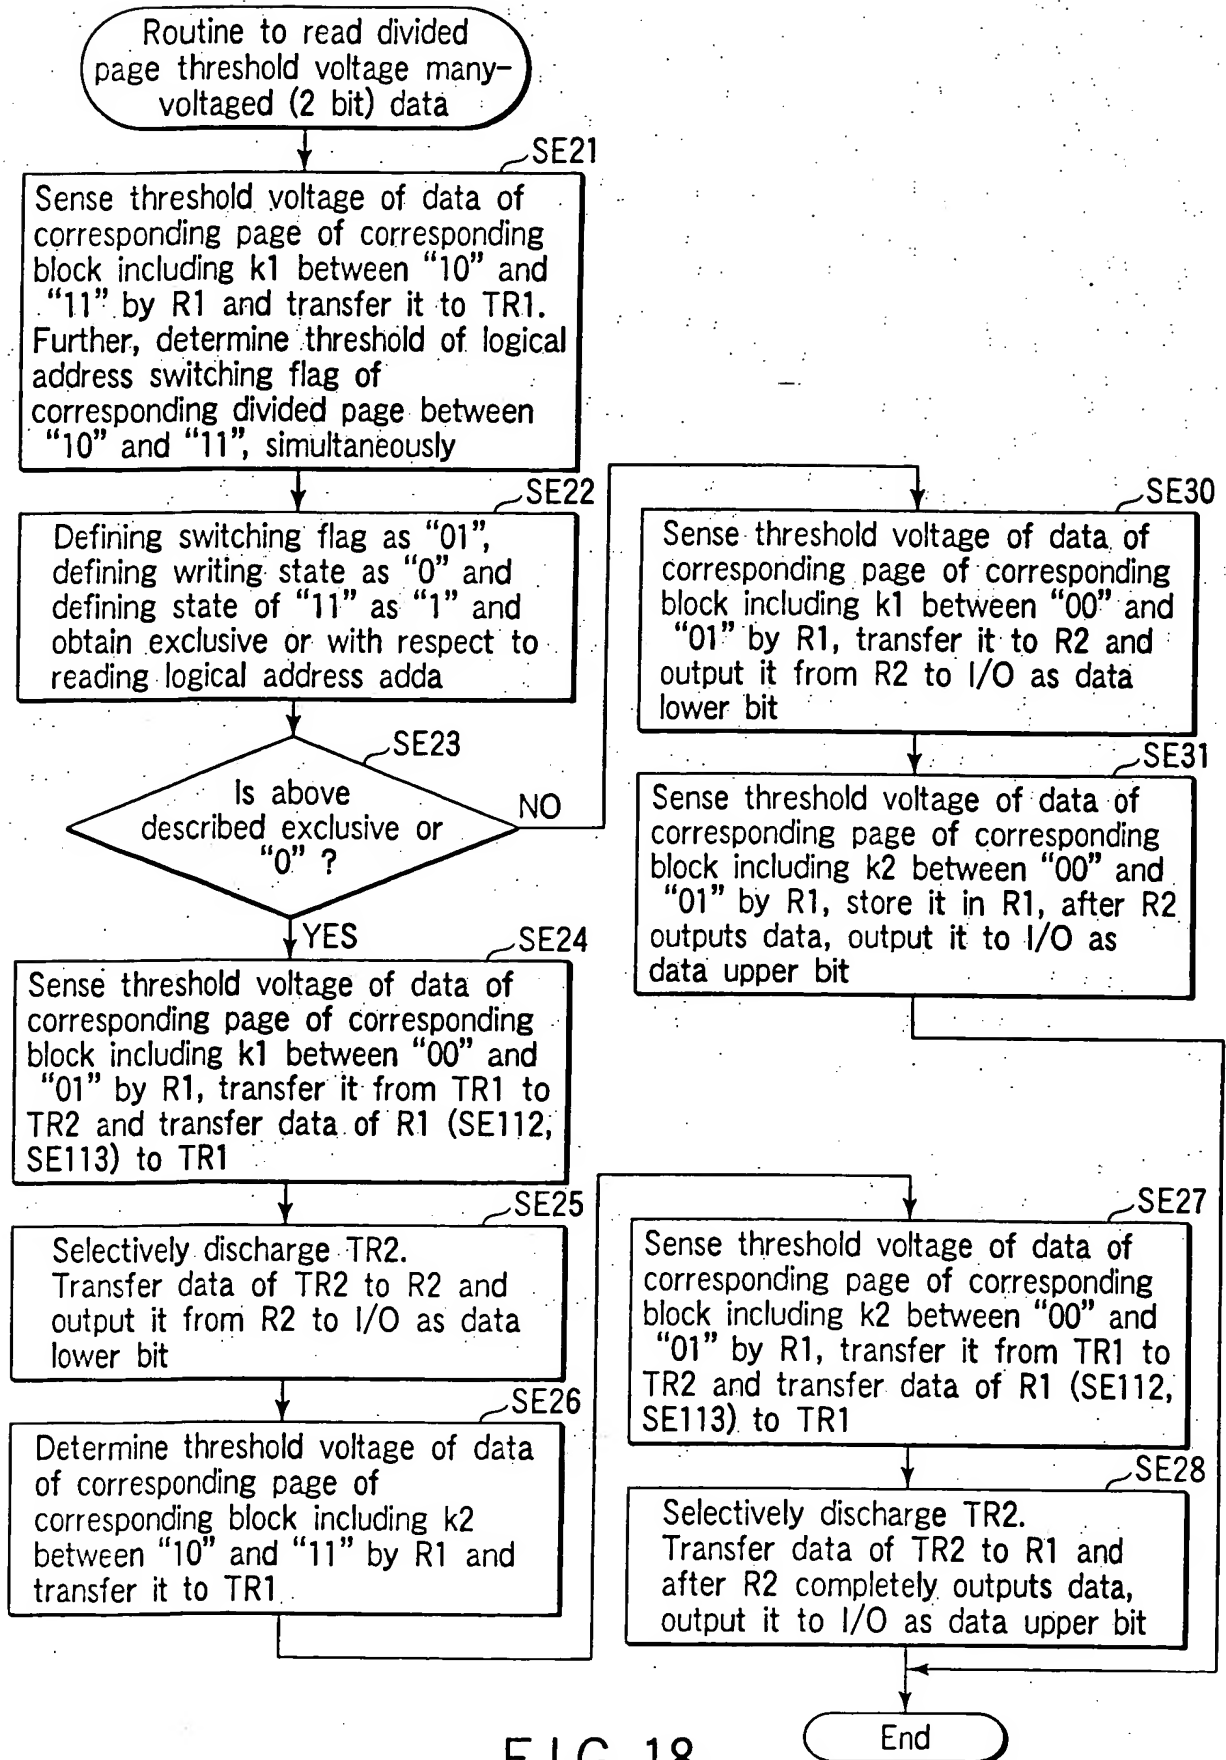 Routine to read divided
page threshold voltage many-
voltaged (2 bit) data
SE21
Sense threshold voltage of data of
corresponding page of corresponding
block including k1 between “10” and
“11” by R1 and transfer it to TR1.
Further, determine threshold of logical
address switching flag of
corresponding divided page between
“10” and “11”, simultaneously
SE22
Defining switching flag as “01”,
defining writing state as “0” and
defining state of “11” as “1” and
obtain exclusive or with respect to
reading logical address adda
SE23
Is above
described exclusive or
“0” ?
NO
YES
SE24
Sense threshold voltage of data of
corresponding page of corresponding
block including k1 between “00” and
“01” by R1, transfer it from TR1 to
TR2 and transfer data of R1 (SE112,
SE113) to TR1
SE25
Selectively discharge TR2.
Transfer data of TR2 to R2 and
output it from R2 to I/O as data
lower bit
SE26
Determine threshold voltage of data
of corresponding page of
corresponding block including k2
between “10” and “11” by R1 and
transfer it to TR1
SE30
Sense threshold voltage of data of
corresponding page of corresponding
block including k1 between “00” and
“01” by R1, transfer it to R2 and
output it from R2 to I/O as data
lower bit
SE31
Sense threshold voltage of data of
corresponding page of corresponding
block including k2 between “00” and
“01” by R1, store it in R1, after R2
outputs data, output it to I/O as
data upper bit
SE27
Sense threshold voltage of data of
corresponding page of corresponding
block including k2 between “00” and
“01” by R1, transfer it from TR1 to
TR2 and transfer data of R1 (SE112,
SE113) to TR1
SE28
Selectively discharge TR2.
Transfer data of TR2 to R1 and
after R2 completely outputs data,
output it to I/O as data upper bit
End
FIG. 18